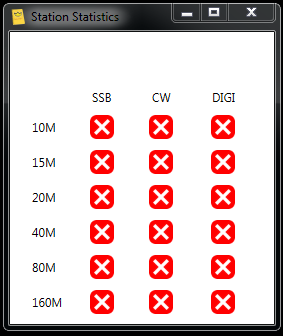 Station Statistics
SSB CW DIGI
10M
15M
20M
40M
80M
160M